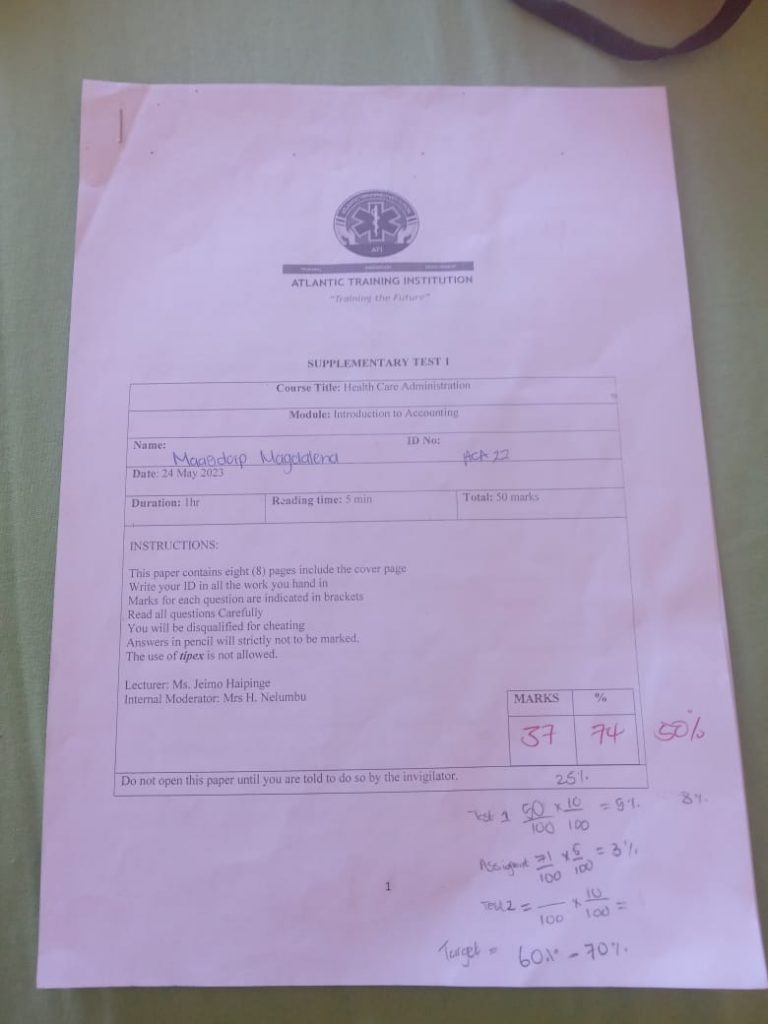 ATI
ATLANTIC TRAINING INSTITUTION
"Training the Future"
SUPPLEMENTARY TEST 1
Course Title: Health Care Administration
Module: Introduction to Accounting
Name: Maasdorp Magdalena ID No: ACA 22
Date: 24 May 2023
Duration: 1hr Reading time: 5 min Total: 50 marks
INSTRUCTIONS:
This paper contains eight (8) pages include the cover page
Write your ID in all the work you hand in
Marks for each question are indicated in brackets
Read all questions Carefully
You will be disqualified for cheating
Answers in pencil will strictly not to be marked.
The use of tipex is not allowed.
Lecturer: Ms. Jeimo Haipinge
Internal Moderator: Mrs H. Nelumbu
MARKS %
37 74 50%
Do not open this paper until you are told to do so by the invigilator.
25%
Test 1 50/100 x 10/100 = 5% 8%
Assignment 71/100 x 5/100 = 3%
Test 2 = /100 x 10/100 =
1
Target = 60% - 70%